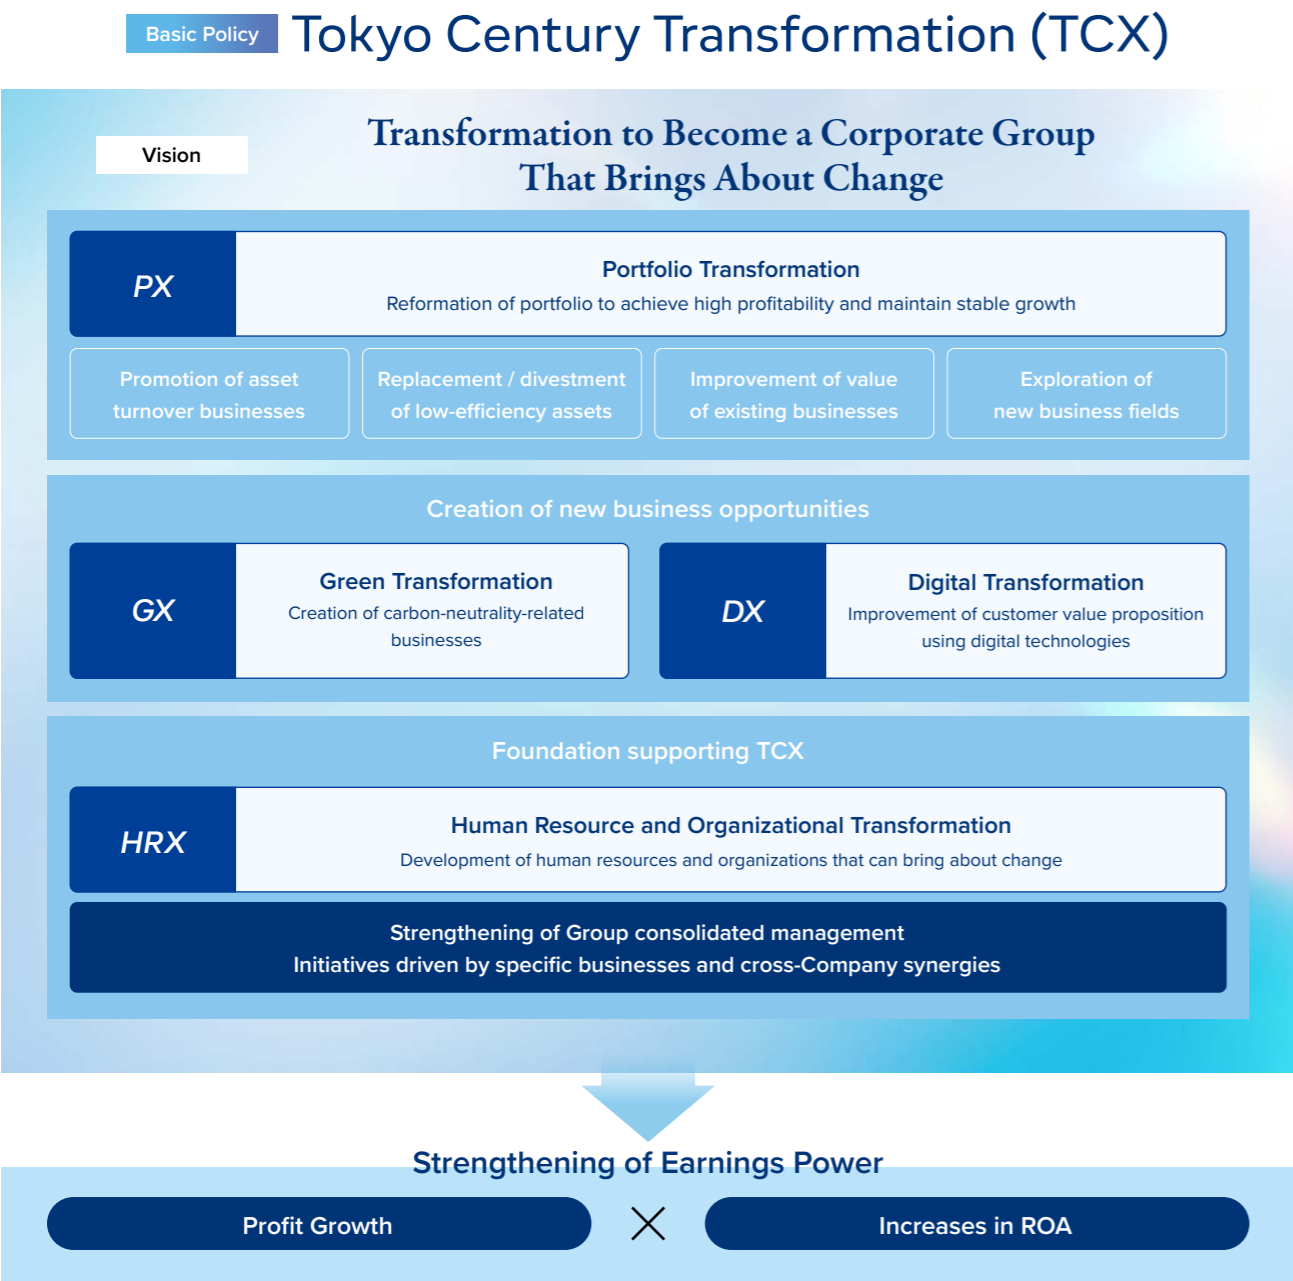 Basic Policy
Tokyo Century Transformation (TCX)
Vision
Transformation to Become a Corporate Group
That Brings About Change
PX
Portfolio Transformation
Reformation of portfolio to achieve high profitability and maintain stable growth
Promotion of asset
turnover businesses
Replacement / divestment
of low-efficiency assets
Improvement of value
of existing businesses
Exploration of
new business fields
Creation of new business opportunities
GX
Green Transformation
Creation of carbon-neutrality-related
businesses
DX
Digital Transformation
Improvement of customer value proposition
using digital technologies
Foundation supporting TCX
HRX
Human Resource and Organizational Transformation
Development of human resources and organizations that can bring about change
Strengthening of Group consolidated management
Initiatives driven by specific businesses and cross-Company synergies
Strengthening of Earnings Power
Profit Growth
×
Increases in ROA